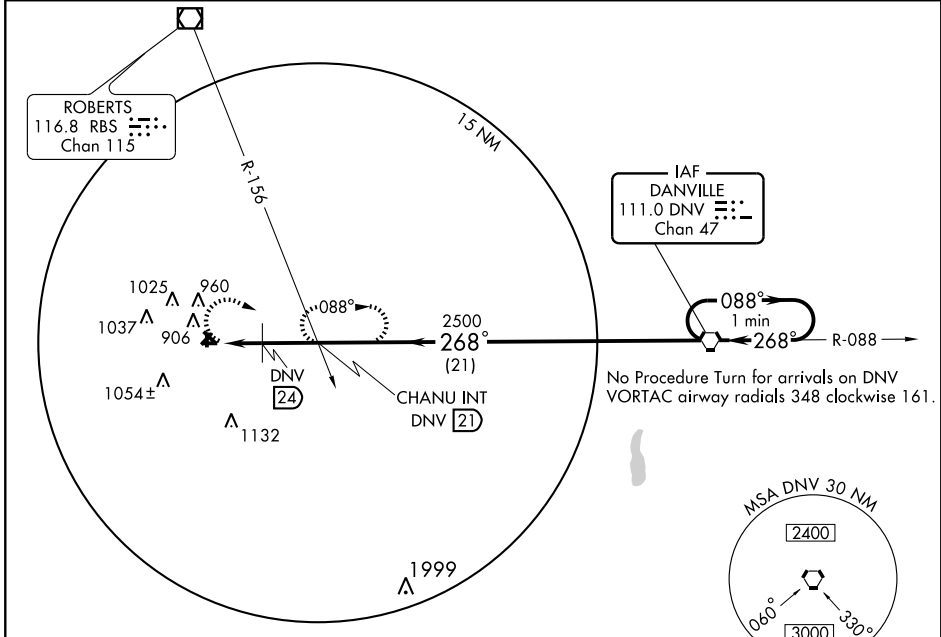 ROBERTS
116.8 RBS
Chan 115
R-156
15 NM
IAF
DANVILLE
111.0 DNV
Chan 47
088°
1 min
268°
R-088
No Procedure Turn for arrivals on DNV
VORTAC airway radials 348 clockwise 161.
1025
960
1037
906
1054±
1132
088°
2500
268°
(21)
DNV
24
CHANU INT
DNV 21
1999
MSA DNV 30 NM
2400
060°
330°
3000